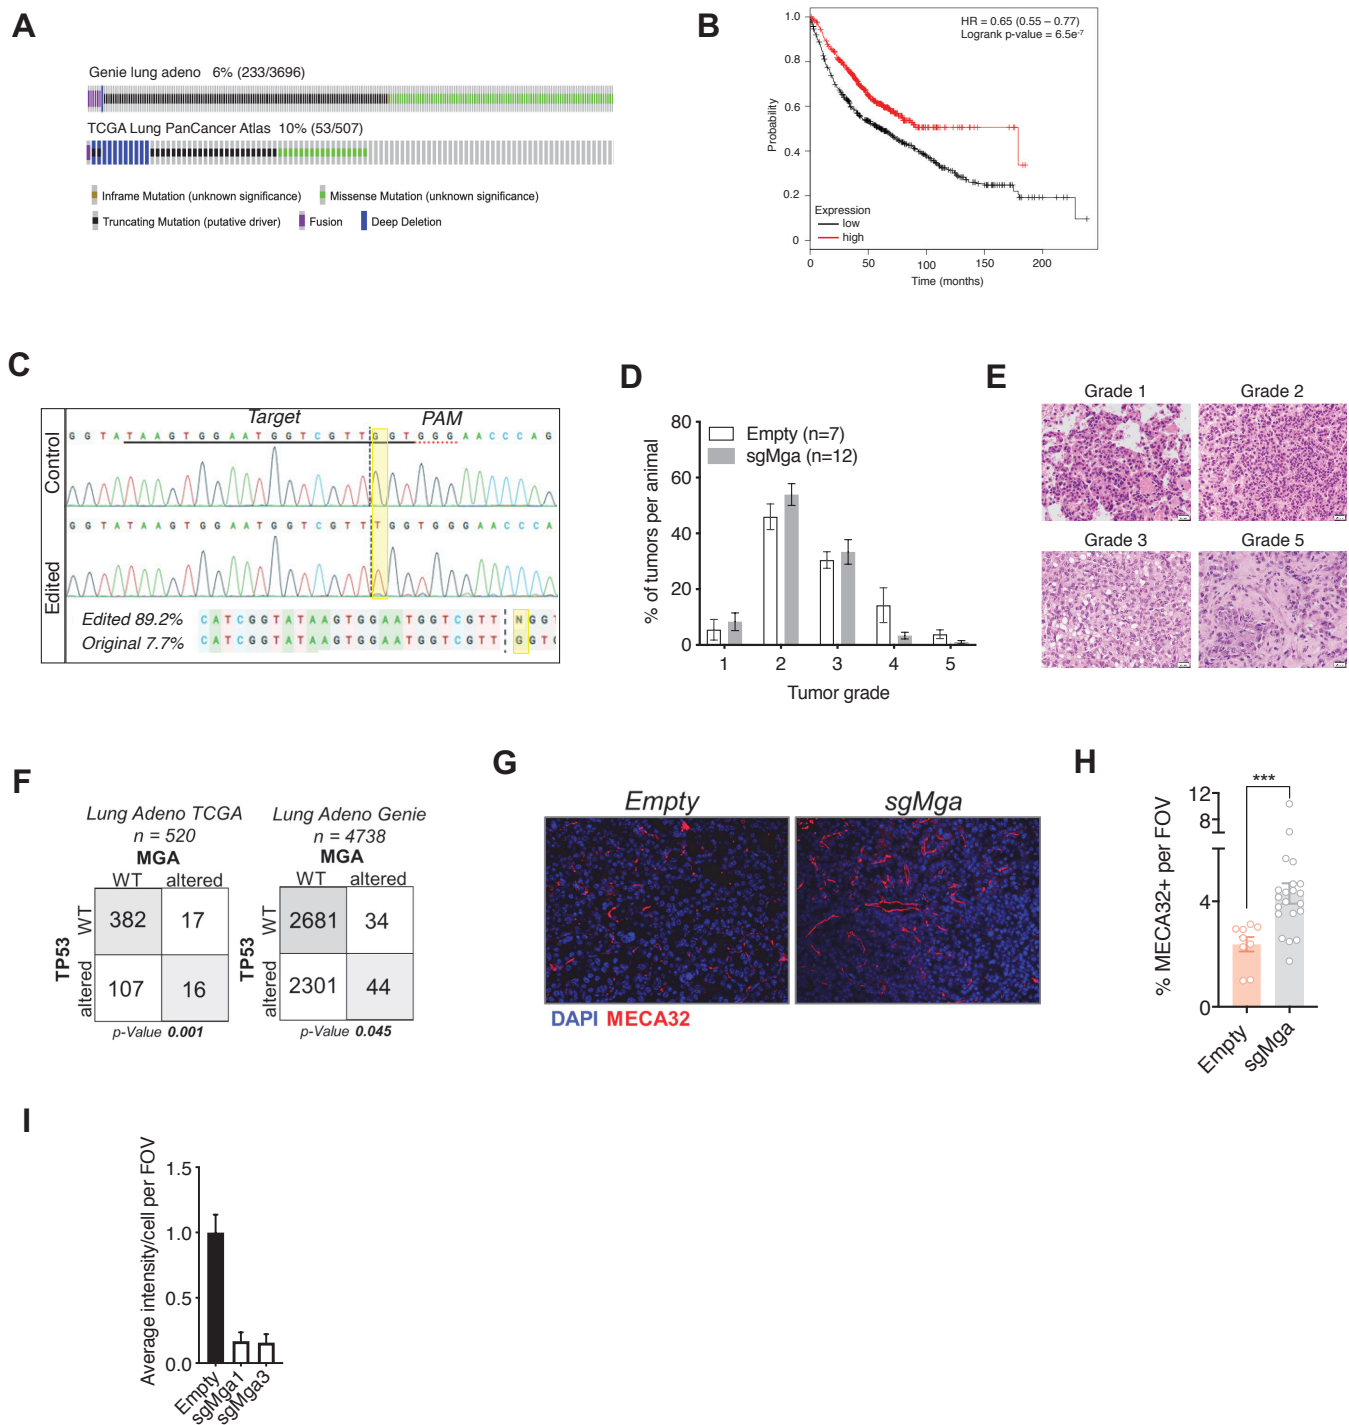 A
Genie lung adeno 6% (233/3696)
TCGA Lung PanCancer Atlas 10% (53/507)
Inframe Mutation (unknown significance)
Missense Mutation (unknown significance)
Truncating Mutation (putative driver)
Fusion
Deep Deletion
B
HR = 0.65 (0.55 – 0.77)
Logrank p-value = 6.5e-7
Probability
1.0
0.8
0.6
0.4
0.2
0
Expression
low
high
0 50 100 150 200
Time (months)
C
Control
Target PAM
G G T A T A A G T G G A A T G G T C G T T G G T G G G A A C C C A G
Edited
G G T A T A A G T G G A A T G G T C G T T T G G T G G G A A C C C A
Edited 89.2% C A T C G G T A T A A G T G G A A T G G T C G T T N G G T
Original 7.7% C A T C G G T A T A A G T G G A A T G G T C G T T G G T
D
% of tumors per animal
80
60
40
20
0
Empty (n=7)
sgMga (n=12)
1 2 3 4 5
Tumor grade
E
Grade 1
Grade 2
Grade 3
Grade 5
F
Lung Adeno TCGA
n = 520
MGA
WT altered
TP53
WT
altered
382 17
107 16
p-Value 0.001
Lung Adeno Genie
n = 4738
MGA
WT altered
TP53
WT
altered
2681 34
2301 44
p-Value 0.045
G
Empty
sgMga
DAPI MECA32
H
% MECA32+ per FOV
12
8
4
0
***
Empty
sgMga
I
Average intensity/cell per FOV
1.5
1.0
0.5
0.0
Empty
sgMga1
sgMga3